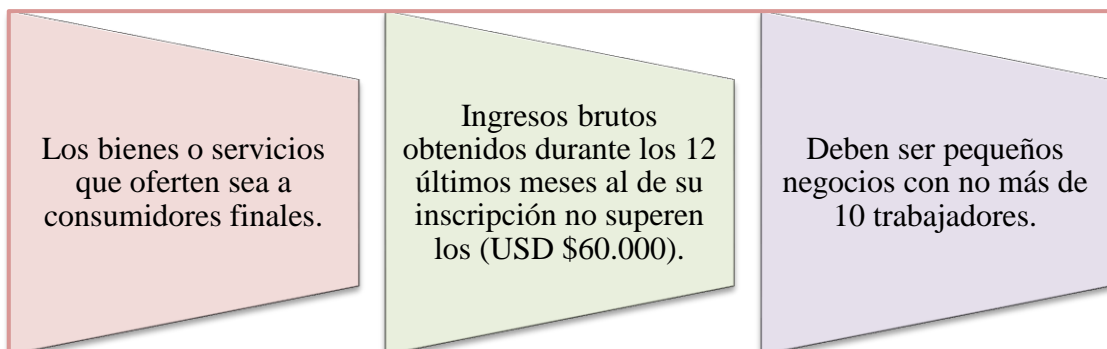 Los bienes o servicios
que oferten sea a
consumidores finales.
Ingresos brutos
obtenidos durante los 12
últimos meses al de su
inscripción no superen
los (USD $60.000).
Deben ser pequeños
negocios con no más de
10 trabajadores.